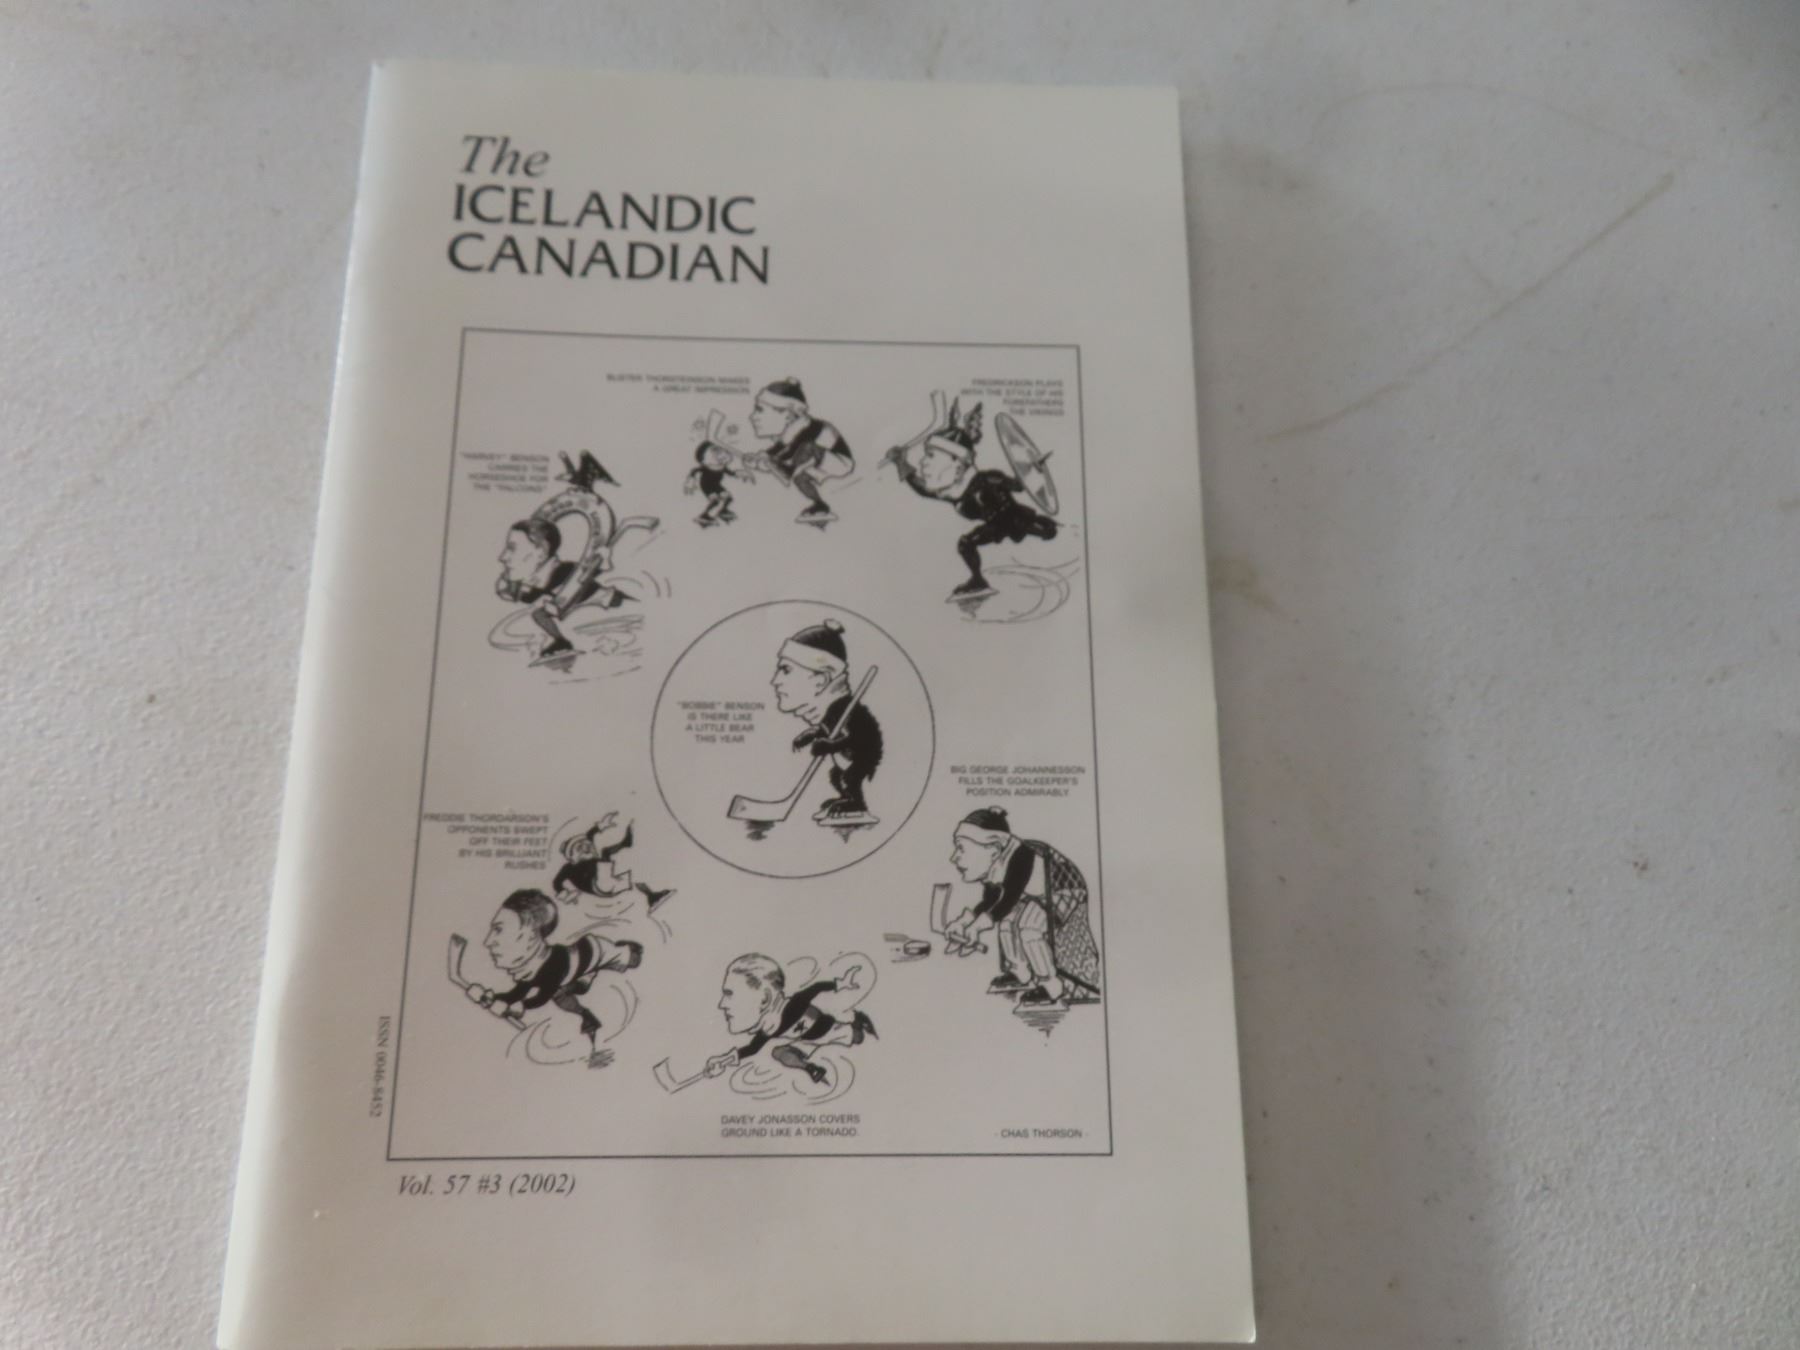 The
ICELANDIC
CANADIAN
BUSTER THORSTEINSON MAKES
A GREAT IMPRESSION
FREDRICKSON PLAYS
WITH THE STYLE OF HIS
FOREFATHERS
THE VIKINGS
"HARVEY" BENSON
CARRIES THE
HORSESHOE FOR
THE "FALCONS"
"BOBBIE" BENSON
IS THERE LIKE
A LITTLE BEAR
THIS YEAR
BIG GEORGE JOHANNESSON
FILLS THE GOALKEEPER'S
POSITION ADMIRABLY
FREDDIE THORDARSON'S
OPPONENTS SWEPT
OFF THEIR FEET
BY HIS BRILLIANT
RUSHES
DAVEY JONASSON COVERS
GROUND LIKE A TORNADO.
- CHAS THORSON -
ISSN 0046-8452
Vol. 57 #3 (2002)